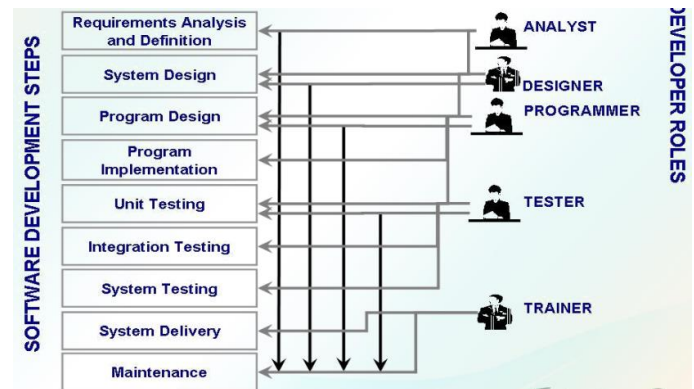 SOFTWARE DEVELOPMENT STEPS
Requirements Analysis
and Definition
System Design
Program Design
Program
Implementation
Unit Testing
Integration Testing
System Testing
System Delivery
Maintenance
ANALYST
DESIGNER
PROGRAMMER
TESTER
TRAINER
DEVELOPER ROLES